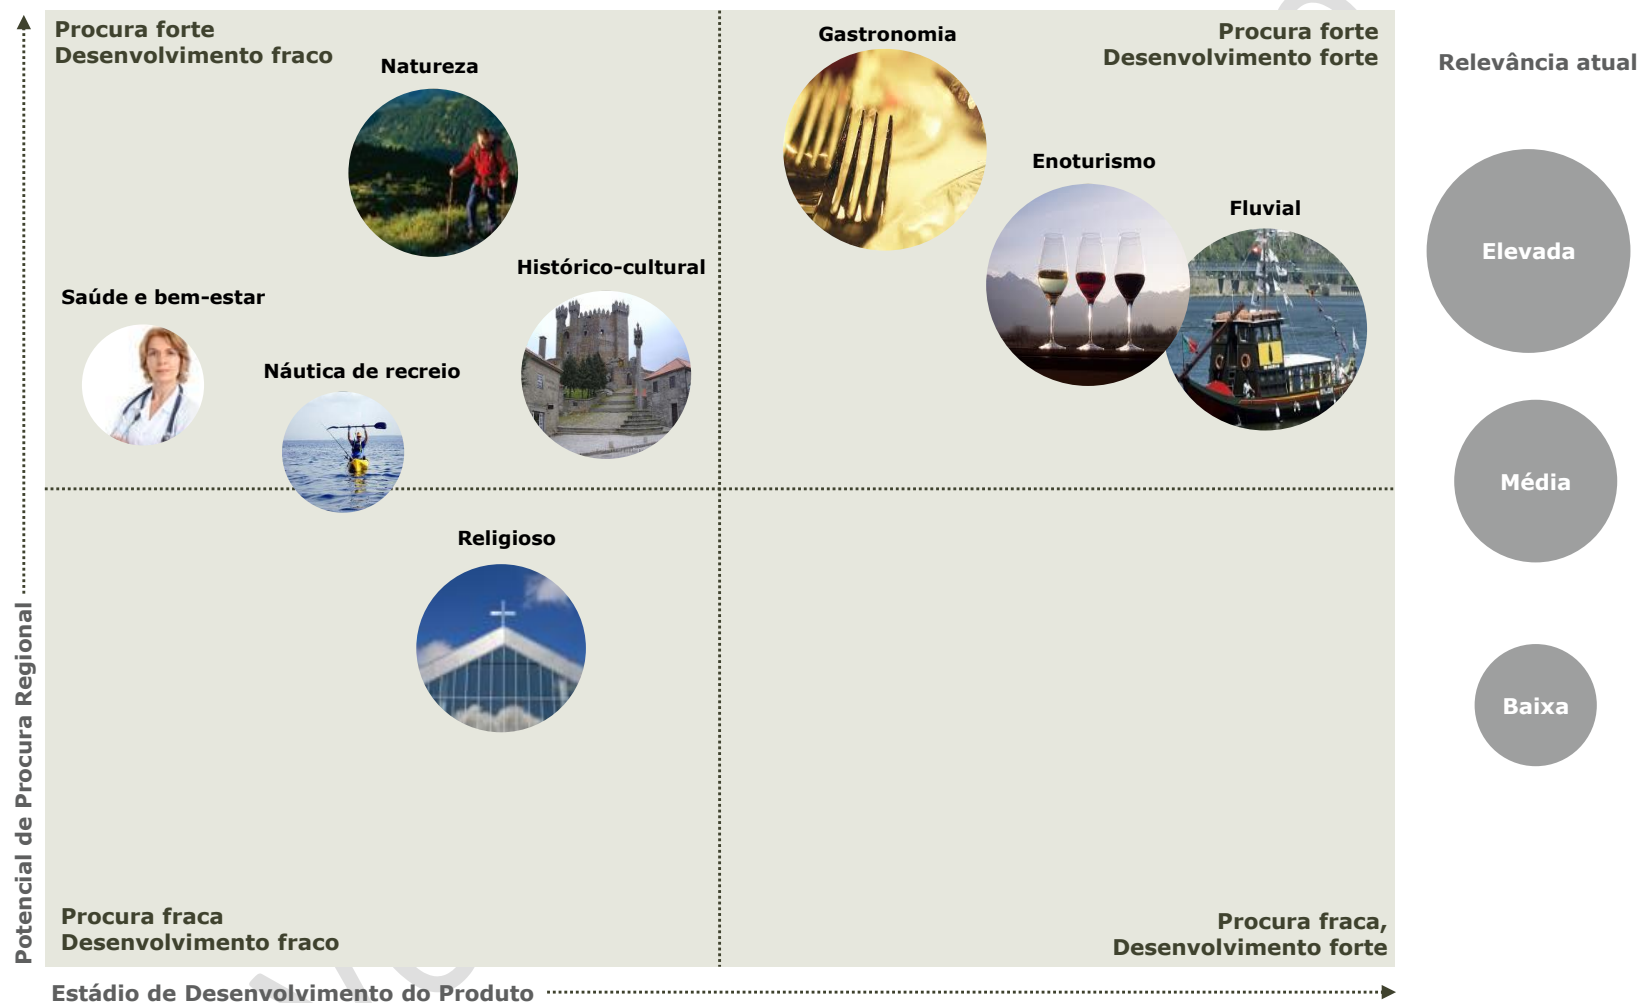 Procura forte
Desenvolvimento fraco
Gastronomia
Procura forte
Desenvolvimento forte
Relevância atual
Natureza
Enoturismo
Fluvial
Elevada
Histórico-cultural
Saúde e bem-estar
Náutica de recreio
Média
Religioso
Baixa
Potencial de Procura Regional
Procura fraca
Desenvolvimento fraco
Procura fraca,
Desenvolvimento forte
Estádio de Desenvolvimento do Produto